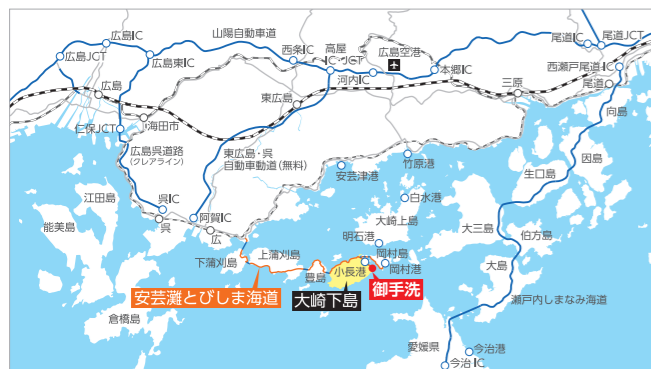 広島IC
山陽自動車道
西条IC
高屋
IC・JCT
広島空港
尾道IC
尾道JCT
広島JCT
広島東IC
河内IC
本郷IC
西瀬戸尾道IC
広島
東広島
三原
尾道
仁保JCT
海田市
向島
広島呉道路
(クレアライン)
東広島・呉
自動車動道(無料)
安芸津港
竹原港
因島
生口島
呉IC
阿賀IC
白水港
江田島
能美島
呉
広
大崎上島
大三島
伯方島
明石港
岡村島
下蒲刈島
上蒲刈島
豊島
小長港
岡村港
大島
安芸灘とびしま海道
大崎下島
御手洗
瀬戸内しまなみ海道
倉橋島
愛媛県
今治港
今治IC